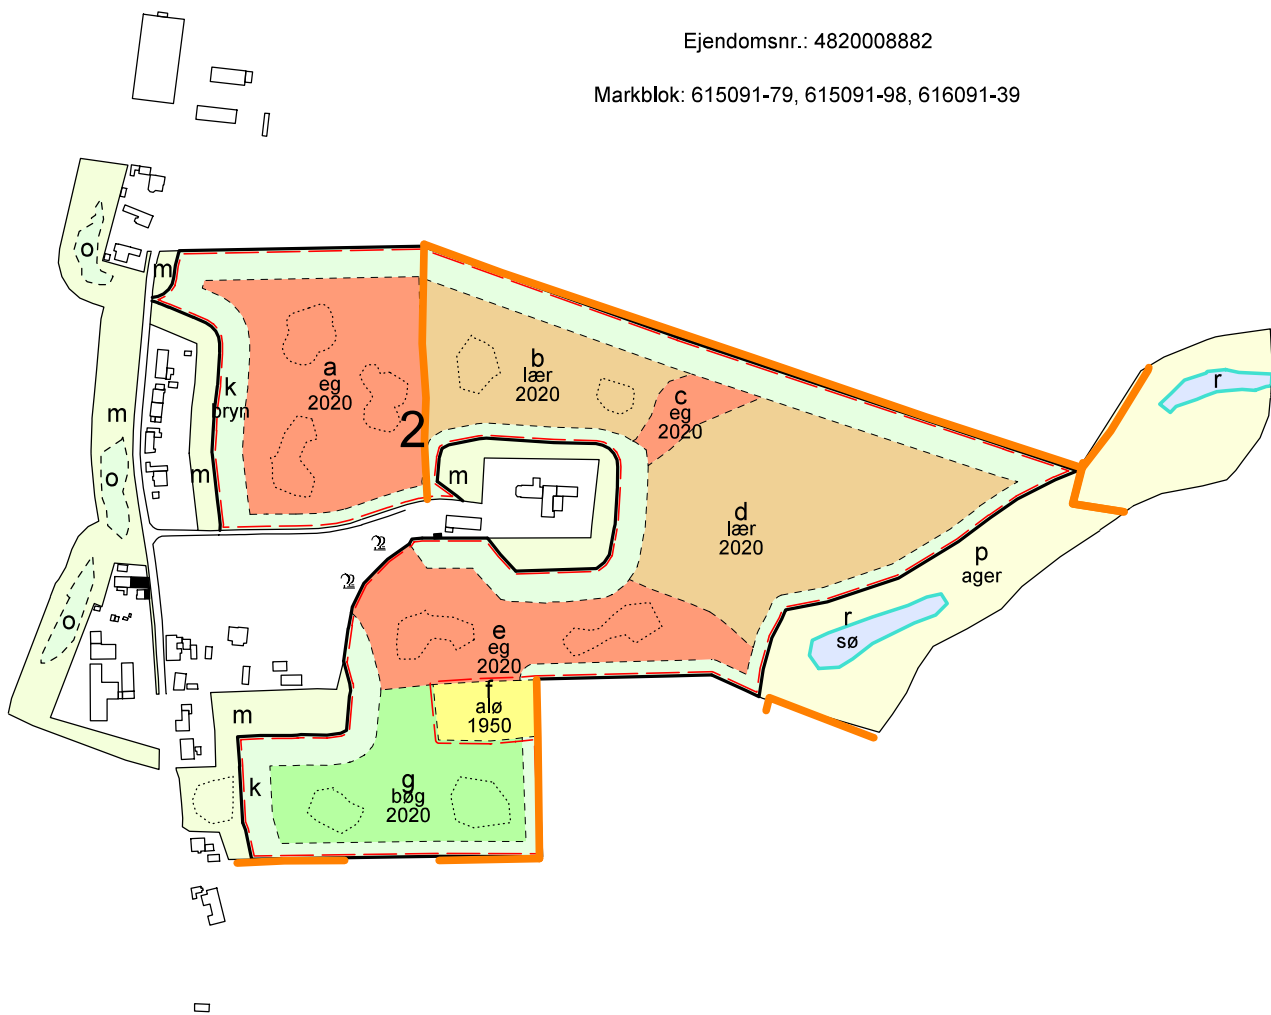 Ejendomsnr.: 4820008882
Markblok: 615091-79, 615091-98, 616091-39
o
m
a
eg
2020
b
lær
2020
c
eg
2020
r
k
bryn
m
2
m
m
o
d
lær
2020
p
ager
o
e
eg
2020
r
sø
f
alø
1950
m
k
g
bøg
2020